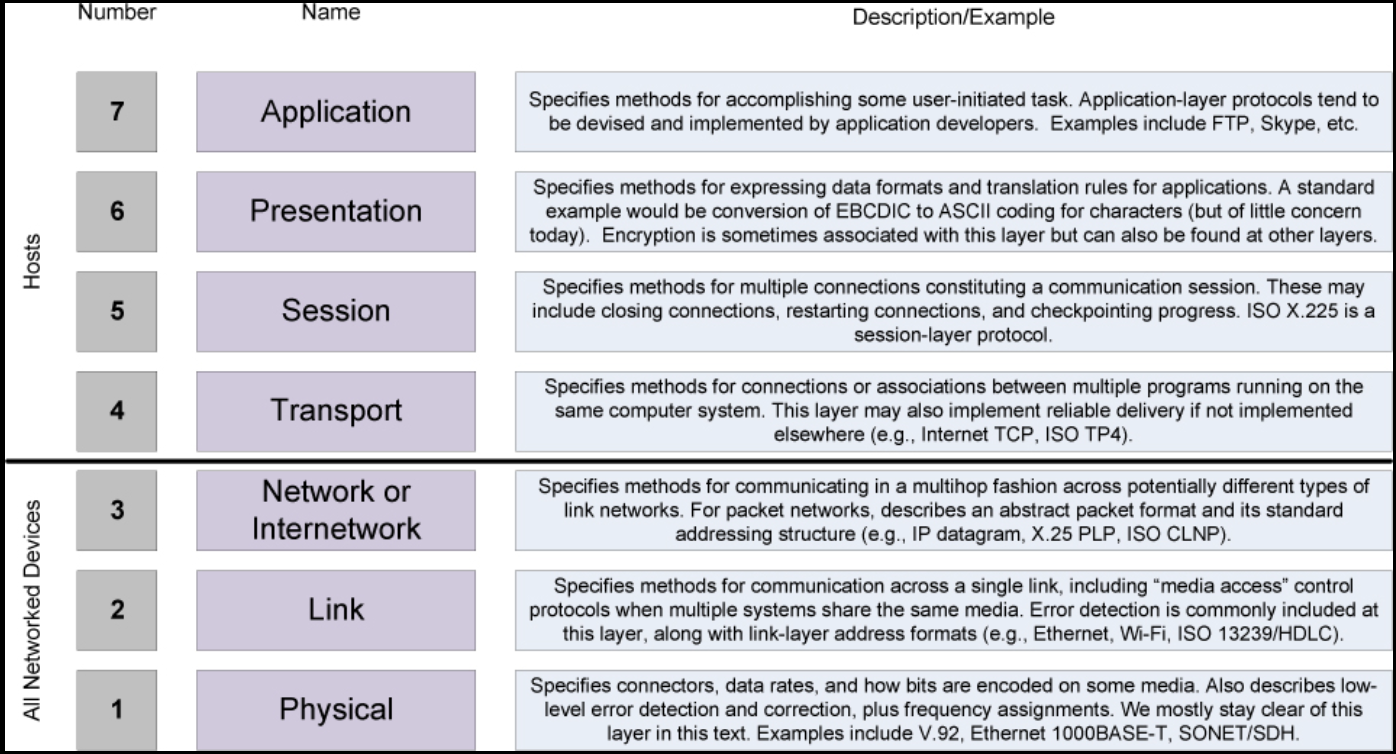 Number Name Description/Example
7 Application
Specifies methods for accomplishing some user-initiated task. Application-layer protocols tend to
be devised and implemented by application developers.  Examples include FTP, Skype, etc.
6 Presentation
Specifies methods for expressing data formats and translation rules for applications. A standard
example would be conversion of EBCDIC to ASCII coding for characters (but of little concern
today).  Encryption is sometimes associated with this layer but can also be found at other layers.
Hosts
5 Session
Specifies methods for multiple connections constituting a communication session. These may
include closing connections, restarting connections, and checkpointing progress. ISO X.225 is a
session-layer protocol.
4 Transport
Specifies methods for connections or associations between multiple programs running on the
same computer system. This layer may also implement reliable delivery if not implemented
elsewhere (e.g., Internet TCP, ISO TP4).
3 Network or
Internetwork
Specifies methods for communicating in a multihop fashion across potentially different types of
link networks. For packet networks, describes an abstract packet format and its standard
addressing structure (e.g., IP datagram, X.25 PLP, ISO CLNP).
All Networked Devices
2 Link
Specifies methods for communication across a single link, including “media access” control
protocols when multiple systems share the same media. Error detection is commonly included at
this layer, along with link-layer address formats (e.g., Ethernet, Wi-Fi, ISO 13239/HDLC).
1 Physical
Specifies connectors, data rates, and how bits are encoded on some media. Also describes low-
level error detection and correction, plus frequency assignments. We mostly stay clear of this
layer in this text. Examples include V.92, Ethernet 1000BASE-T, SONET/SDH.